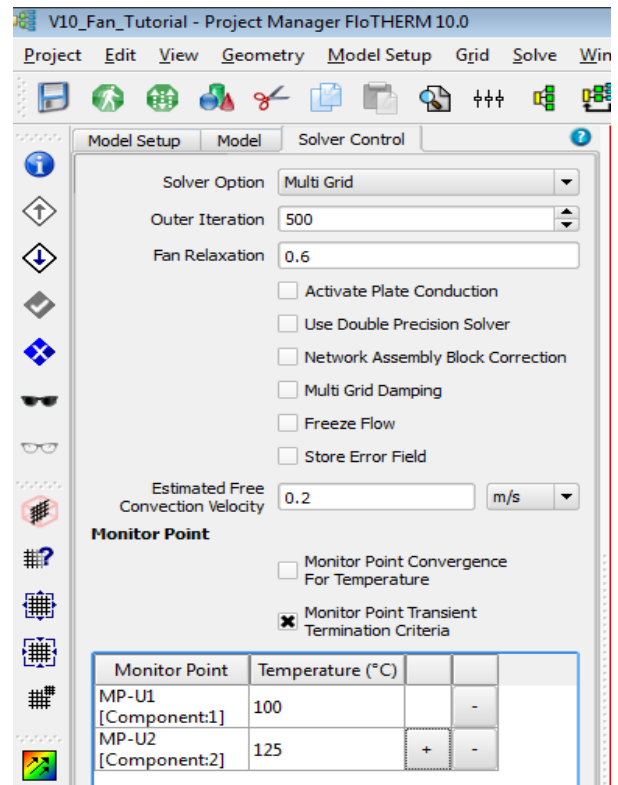 V10_Fan_Tutorial - Project Manager FloTHERM 10.0
Project Edit View Geometry Model Setup Grid Solve Win
Model Setup Model Solver Control
Solver Option Multi Grid
Outer Iteration 500
Fan Relaxation 0.6
Activate Plate Conduction
Use Double Precision Solver
Network Assembly Block Correction
Multi Grid Damping
Freeze Flow
Store Error Field
Estimated Free
Convection Velocity 0.2 m/s
Monitor Point
Monitor Point Convergence
For Temperature
Monitor Point Transient
Termination Criteria
Monitor Point Temperature (°C)
MP-U1
[Component:1] 100 -
MP-U2
[Component:2] 125 + -